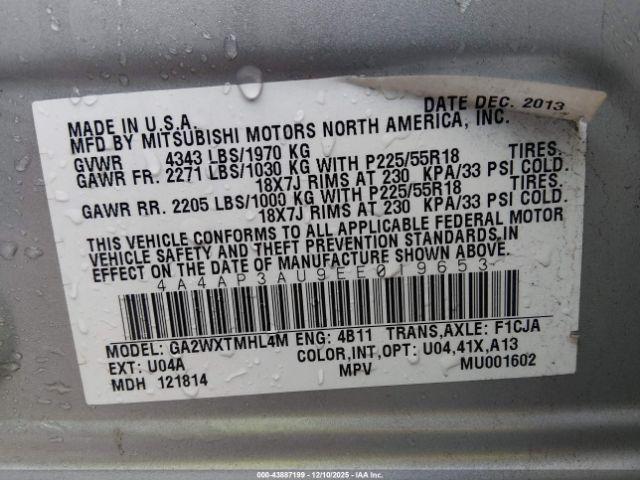 MADE IN U.S.A. DATE DEC. 2013
MFD BY MITSUBISHI MOTORS NORTH AMERICA, INC.
GVWR 4343 LBS/1970 KG
GAWR FR. 2271 LBS/1030 KG WITH P225/55R18 TIRES.
18X7J RIMS AT 230 KPA/33 PSI COLD.
GAWR RR. 2205 LBS/1000 KG WITH P225/55R18 TIRES.
18X7J RIMS AT 230 KPA/33 PSI COLD.
THIS VEHICLE CONFORMS TO ALL APPLICABLE FEDERAL MOTOR
VEHICLE SAFETY AND THEFT PREVENTION STANDARDS,IN
EFFECT ON THE DATE OF MANUFACTURE SHOWN ABOVE.
4A4AP3AU9EE019653
MODEL: GA2WXTMHL4M ENG: 4B11 TRANS,AXLE: F1CJA
EXT: U04A COLOR,INT,OPT: U04,41X,A13
MDH 121814 MPV MU001602
000-43887199 - 12/10/2025 - IAAI.COM